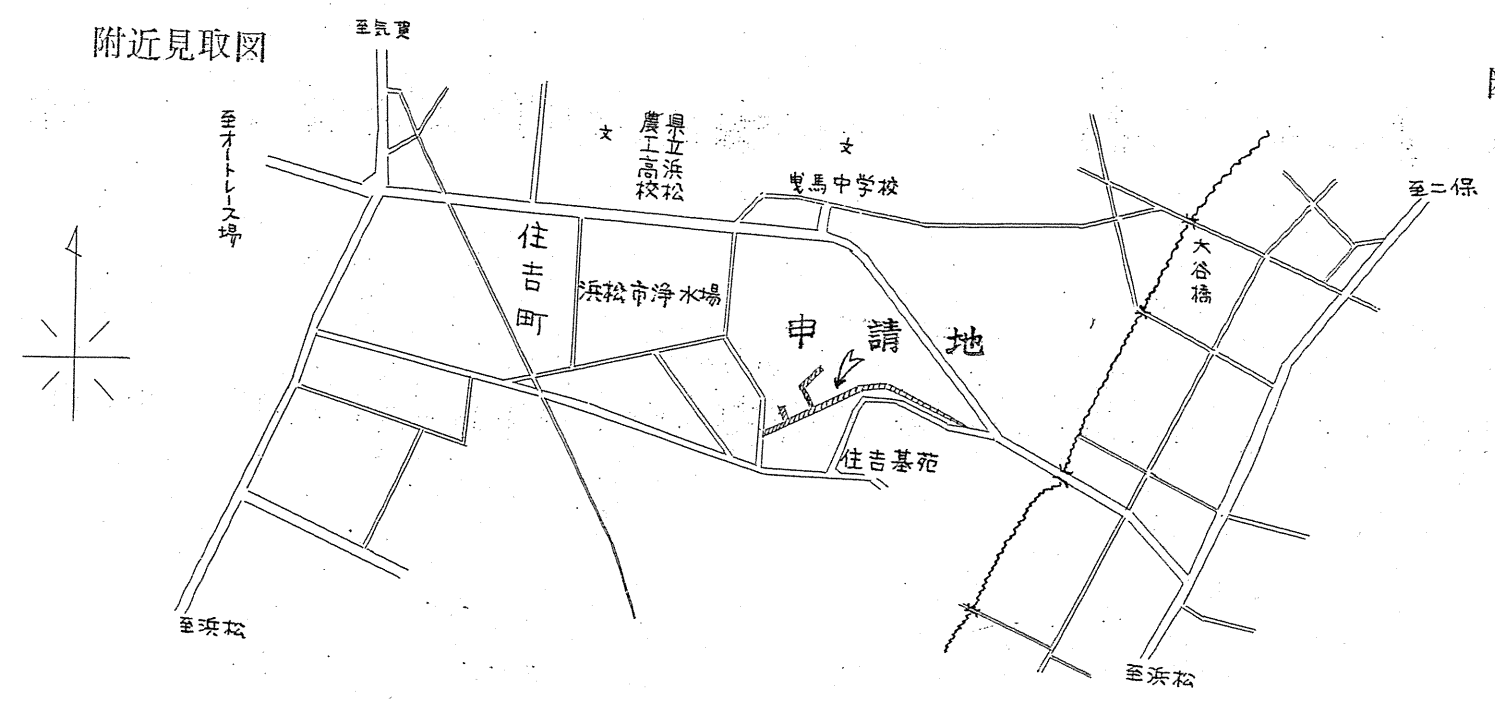 附近見取図
至気賀
至オートレース場
県立浜松
農工高校
文
文
曳馬中学校
至二保
大谷橋
住吉町
浜松市浄水場
申請地
住吉墓苑
至浜松
至浜松